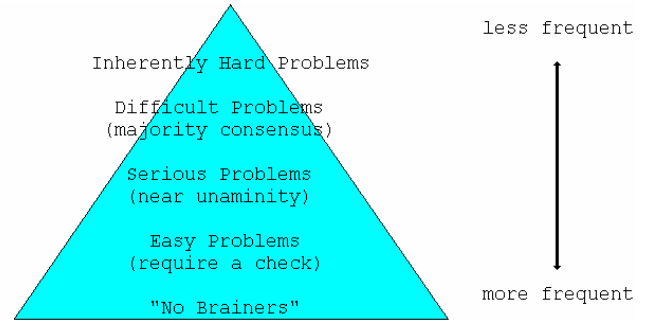 less frequent
Inherently Hard Problems
Difficult Problems
(majority consensus)
Serious Problems
(near unaminity)
Easy Problems
(require a check)
more frequent
"No Brainers"